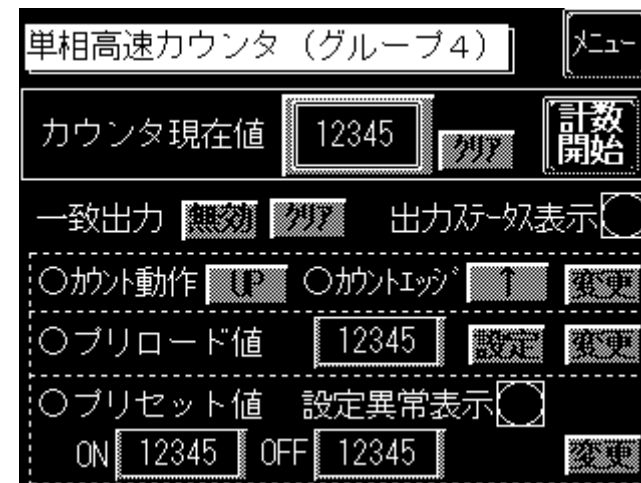 単相高速カウンタ (グループ4) メニュー
カウンタ現在値 12345 クリア 計数
開始
一致出力 無効 クリア 出力ステータス表示
○カウント動作 UP ○カウントエッジ ↑ 変更
○プリロード値 12345 設定 変更
○プリセット値 設定異常表示
ON 12345 OFF 12345 変更